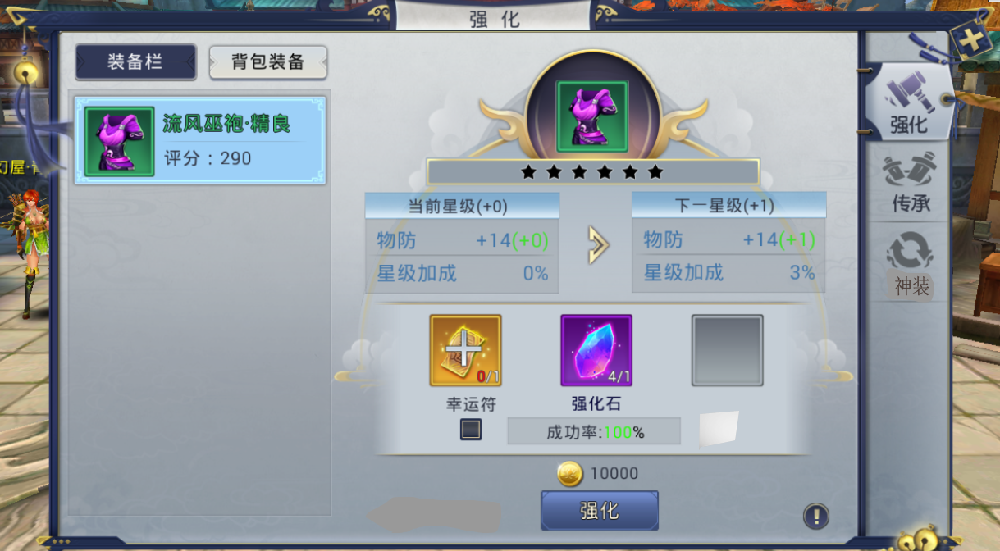 强化
装备栏
背包装备
流风巫袍·精良
评分：290
强化
传承
神装
当前星级(+0)
物防 +14(+0)
星级加成 0%
下一星级(+1)
物防 +14(+1)
星级加成 3%
0/1
4/1
幸运符
强化石
成功率:100%
10000
强化